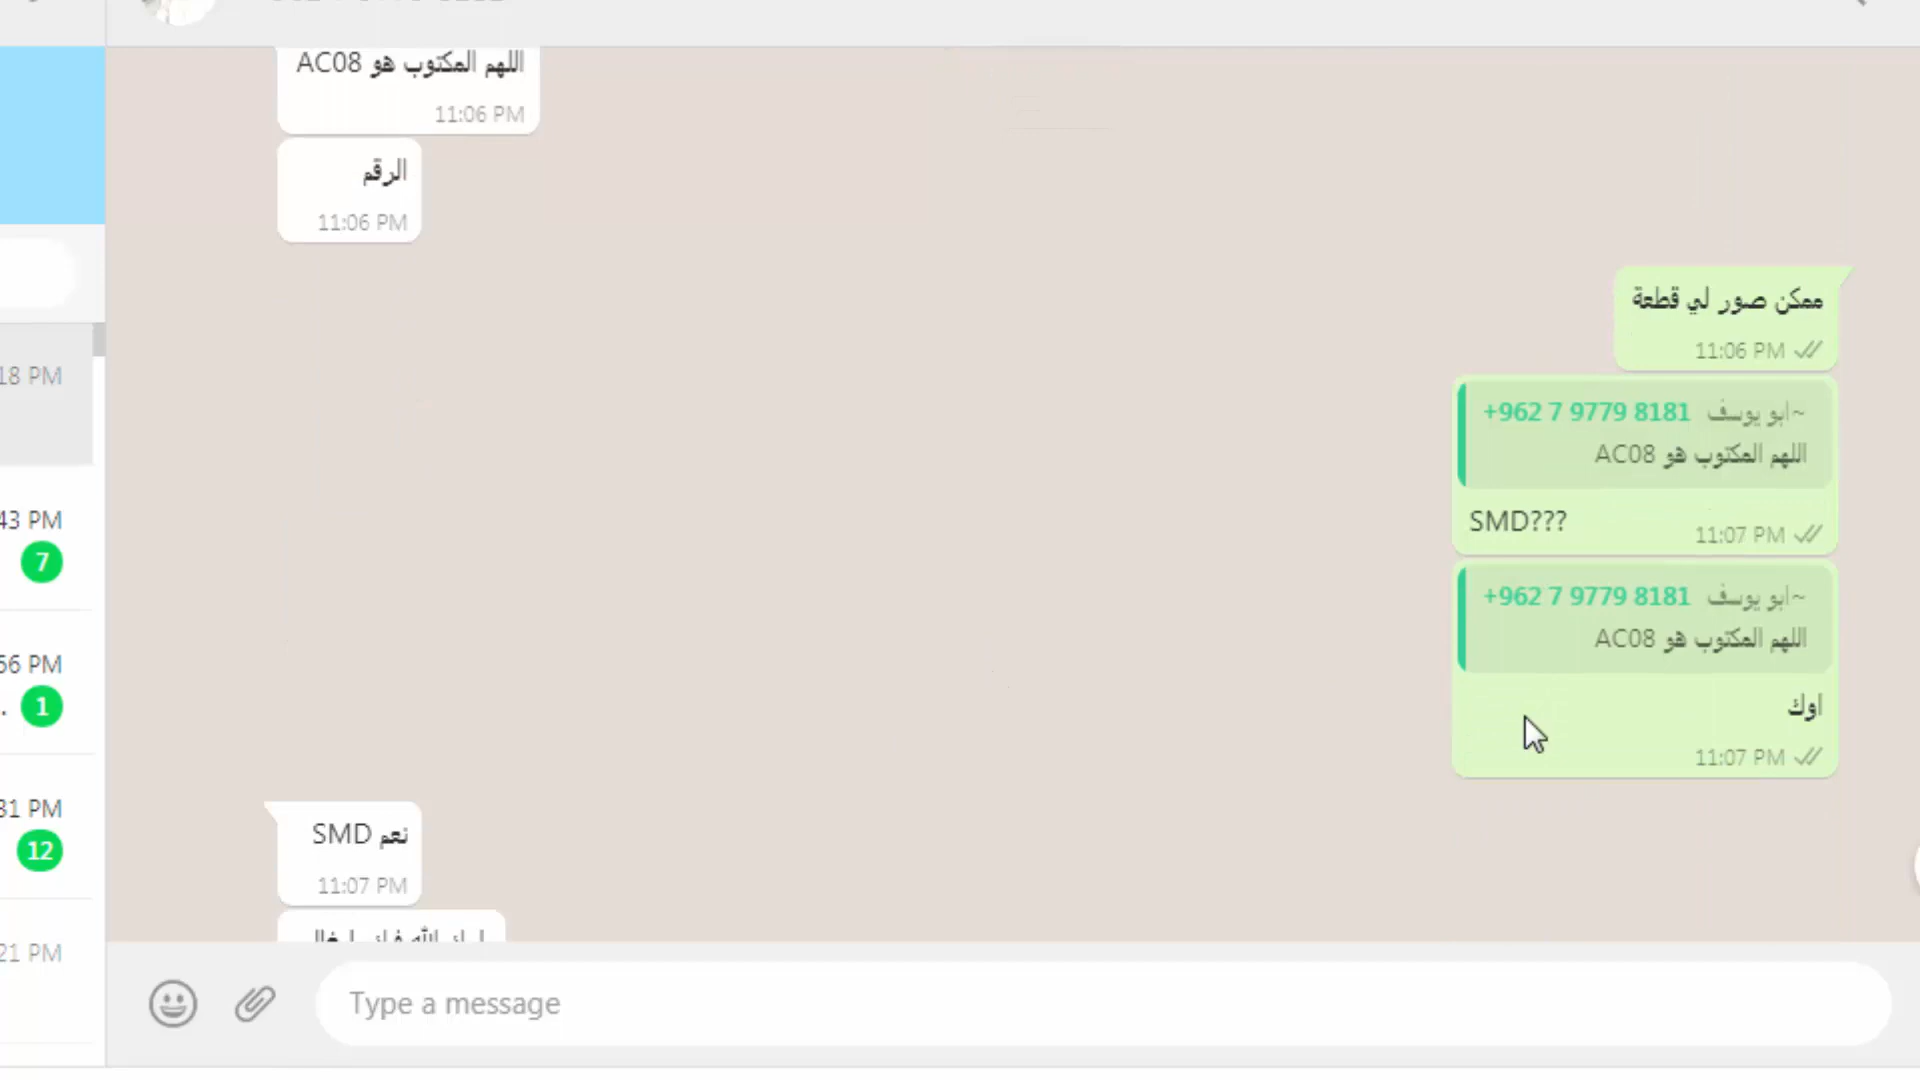 اللهم المكتوب هو AC08
11:06 PM
الرقم
11:06 PM
ممكن صور لي قطعة
11:06 PM
+962 7 9779 8181 ~ابو يوسف
اللهم المكتوب هو AC08
SMD???
11:07 PM
+962 7 9779 8181 ~ابو يوسف
اللهم المكتوب هو AC08
اوك
11:07 PM
نعم SMD
11:07 PM
18 PM
43 PM
7
56 PM
1
31 PM
12
21 PM
Type a message